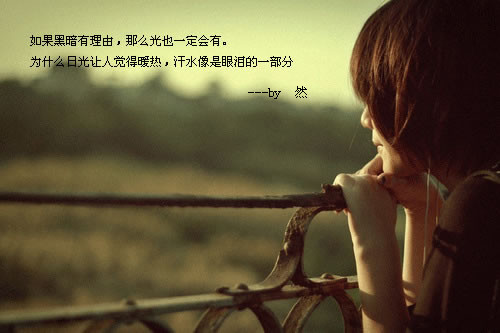 如果黑暗有理由，那么光也一定会有。
为什么日光让人觉得暖热，汗水像是眼泪的一部分
---by 然